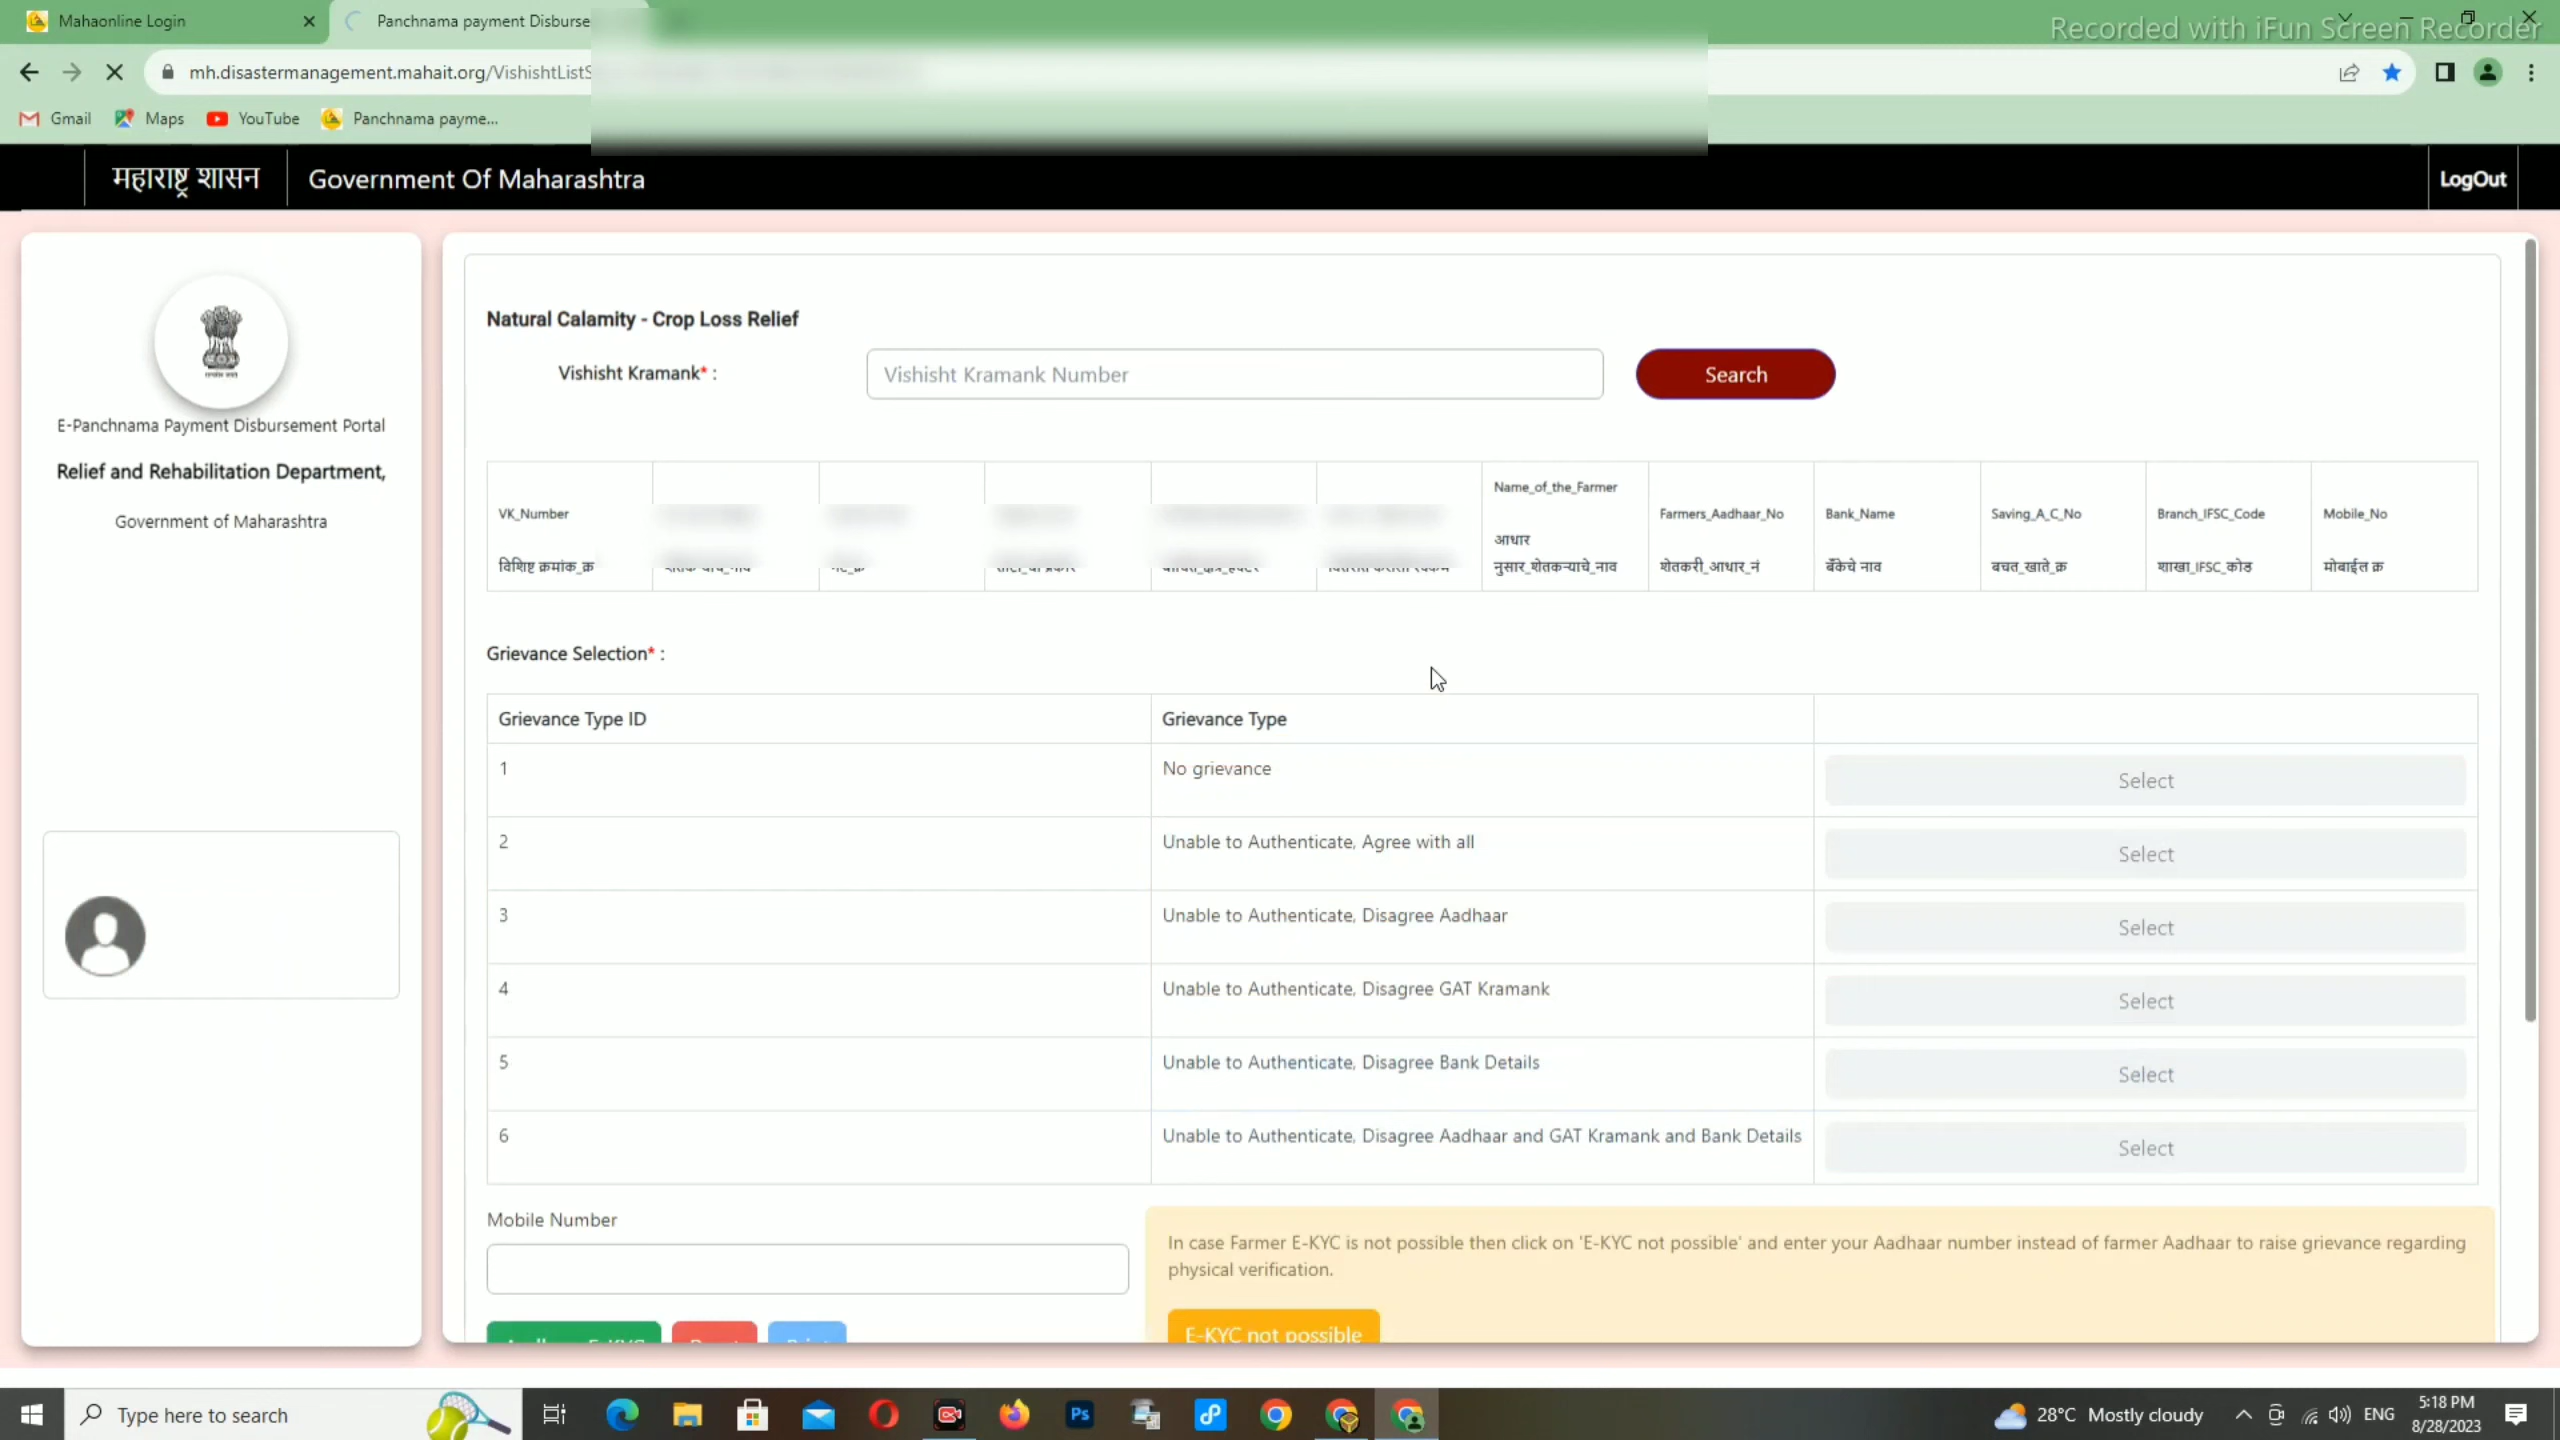 Mahaonline Login
Panchnama payment Disburse
Recorded with iFun Screen Recorder
mh.disastermanagement.mahait.org/VishishtListS
Gmail
Maps
YouTube
Panchnama payme...
महाराष्ट्र शासन
Government Of Maharashtra
LogOut
E-Panchnama Payment Disbursement Portal
Relief and Rehabilitation Department,
Government of Maharashtra
Natural Calamity - Crop Loss Relief
Vishisht Kramank* :
Vishisht Kramank Number
Search
VK_Number
विशिष्ट क्रमांक_क्र
Name_of_the_Farmer
आधार
नुसार_शेतकऱ्याचे_नाव
Farmers_Aadhaar_No
शेतकरी_आधार_नं
Bank_Name
बँकेचे नाव
Saving_A_C_No
बचत_खाते_क्र
Branch_IFSC_Code
शाखा_IFSC_कोड
Mobile_No
मोबाईल क्र
Grievance Selection* :
Grievance Type ID
Grievance Type
1
No grievance
Select
2
Unable to Authenticate, Agree with all
Select
3
Unable to Authenticate, Disagree Aadhaar
Select
4
Unable to Authenticate, Disagree GAT Kramank
Select
5
Unable to Authenticate, Disagree Bank Details
Select
6
Unable to Authenticate, Disagree Aadhaar and GAT Kramank and Bank Details
Select
Mobile Number
In case Farmer E-KYC is not possible then click on 'E-KYC not possible' and enter your Aadhaar number instead of farmer Aadhaar to raise grievance regarding
physical verification.
E-KYC not possible
Type here to search
Ps
28°C Mostly cloudy
ENG
5:18 PM
8/28/2023